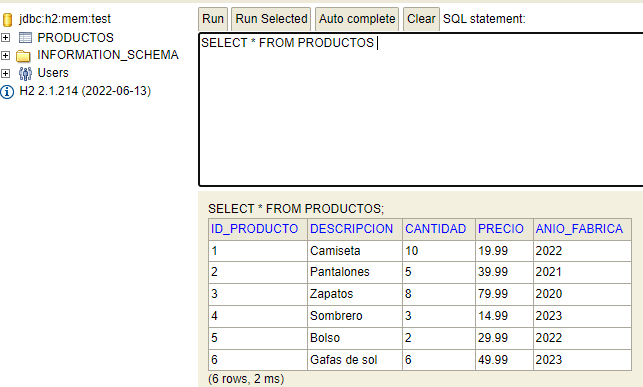 jdbc:h2:mem:test
PRODUCTOS
INFORMATION_SCHEMA
Users
H2 2.1.214 (2022-06-13)
Run Run Selected Auto complete Clear SQL statement:
SELECT * FROM PRODUCTOS
SELECT * FROM PRODUCTOS;
ID_PRODUCTO DESCRIPCION CANTIDAD PRECIO ANIO_FABRICA
1 Camiseta 10 19.99 2022
2 Pantalones 5 39.99 2021
3 Zapatos 8 79.99 2020
4 Sombrero 3 14.99 2023
5 Bolso 2 29.99 2022
6 Gafas de sol 6 49.99 2023
(6 rows, 2 ms)